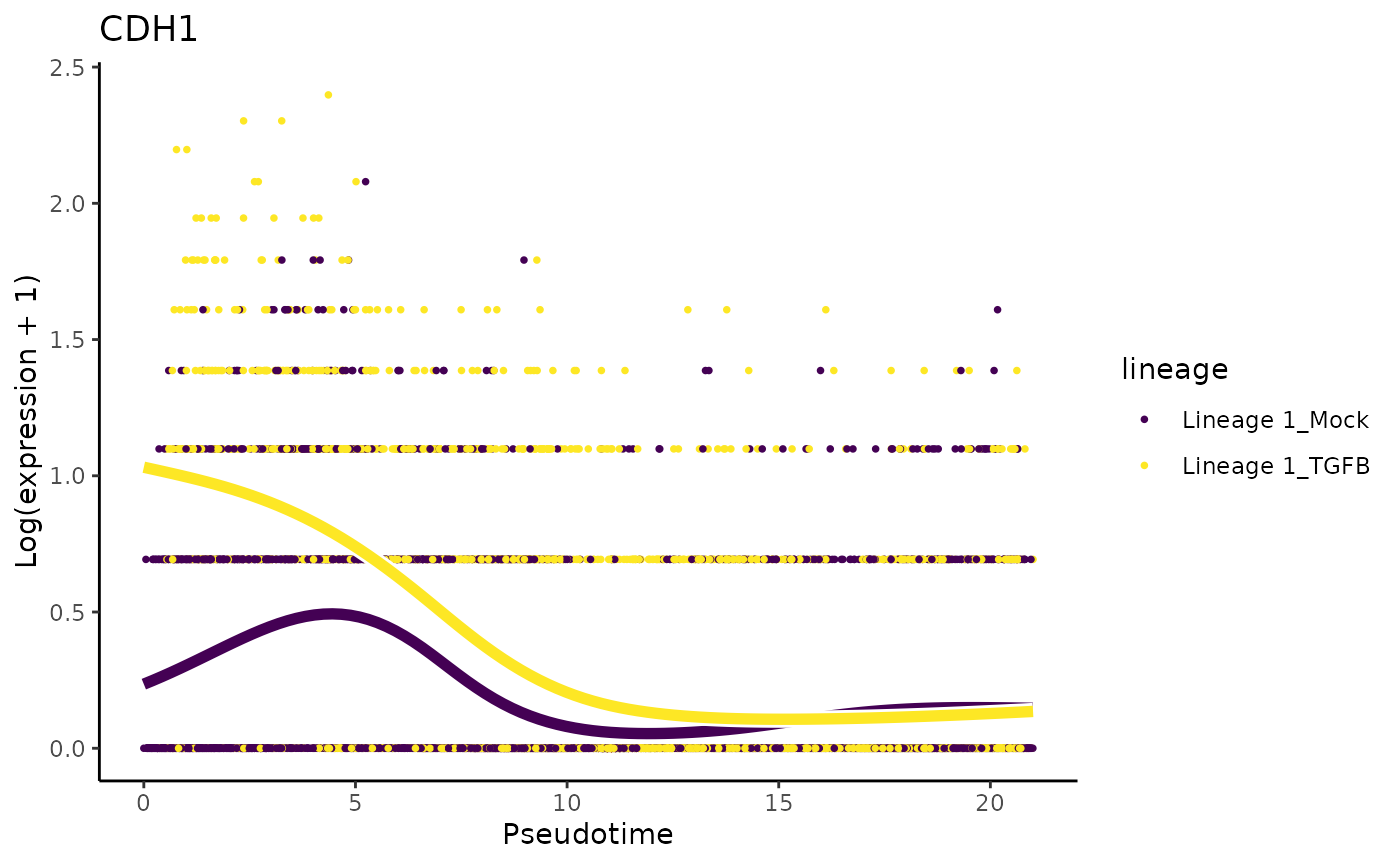 CDH1
2.5
2.0
1.5
1.0
0.5
0.0
Log(expression + 1)
0 5 10 15 20
Pseudotime
lineage
Lineage 1_Mock
Lineage 1_TGFB